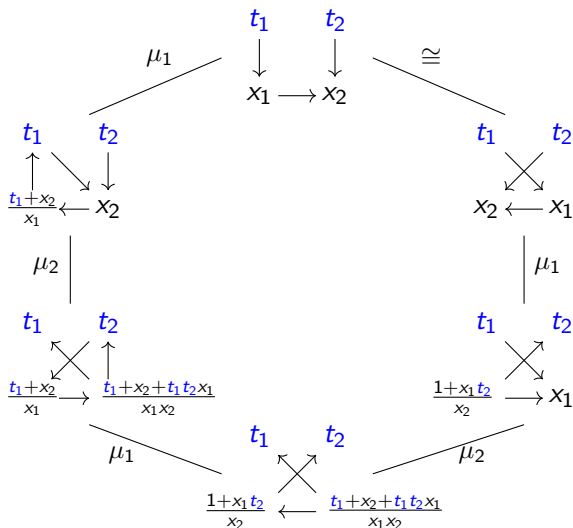 t₁ t₂
μ₁ ≅
x₁ → x₂
t₁ t₂
(t₁+x₂)/x₁ ← x₂
t₁ t₂
x₂ ← x₁
μ₂ μ₁
t₁ t₂
(t₁+x₂)/x₁ → (t₁+x₂+t₁t₂x₁)/(x₁x₂)
t₁ t₂
(1+x₁t₂)/x₂ x₁
μ₁ μ₂
t₁ t₂
(1+x₁t₂)/x₂ ← (t₁+x₂+t₁t₂x₁)/(x₁x₂)